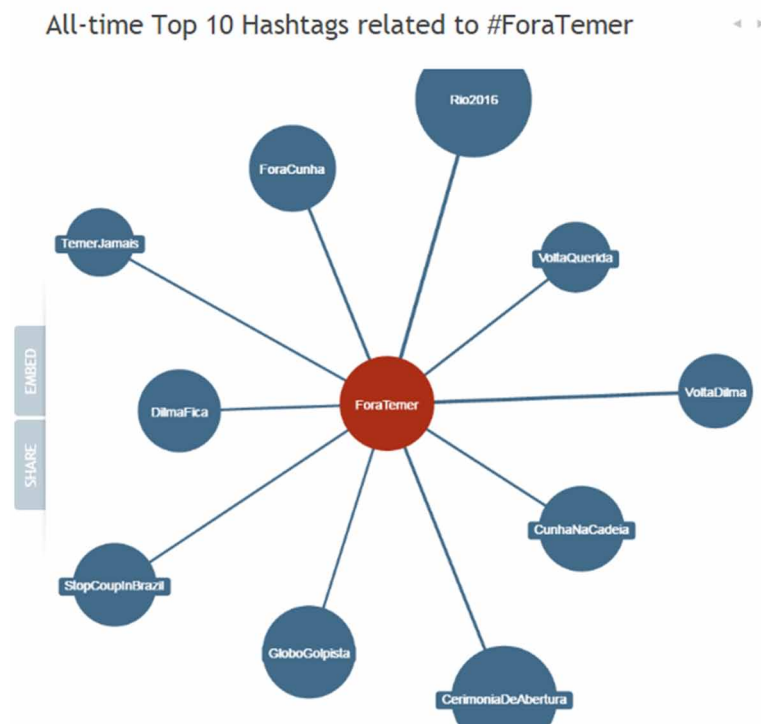 All-time Top 10 Hashtags related to #ForaTemer
Rio2016
ForaCunha
TemerJamais
VoltaQuerida
EMBED
VoltaDilma
ForaTemer
DilmaFica
SHARE
CunhaNaCadeia
StopCoupInBrazil
GloboGolpista
CerimoniaDeAbertura